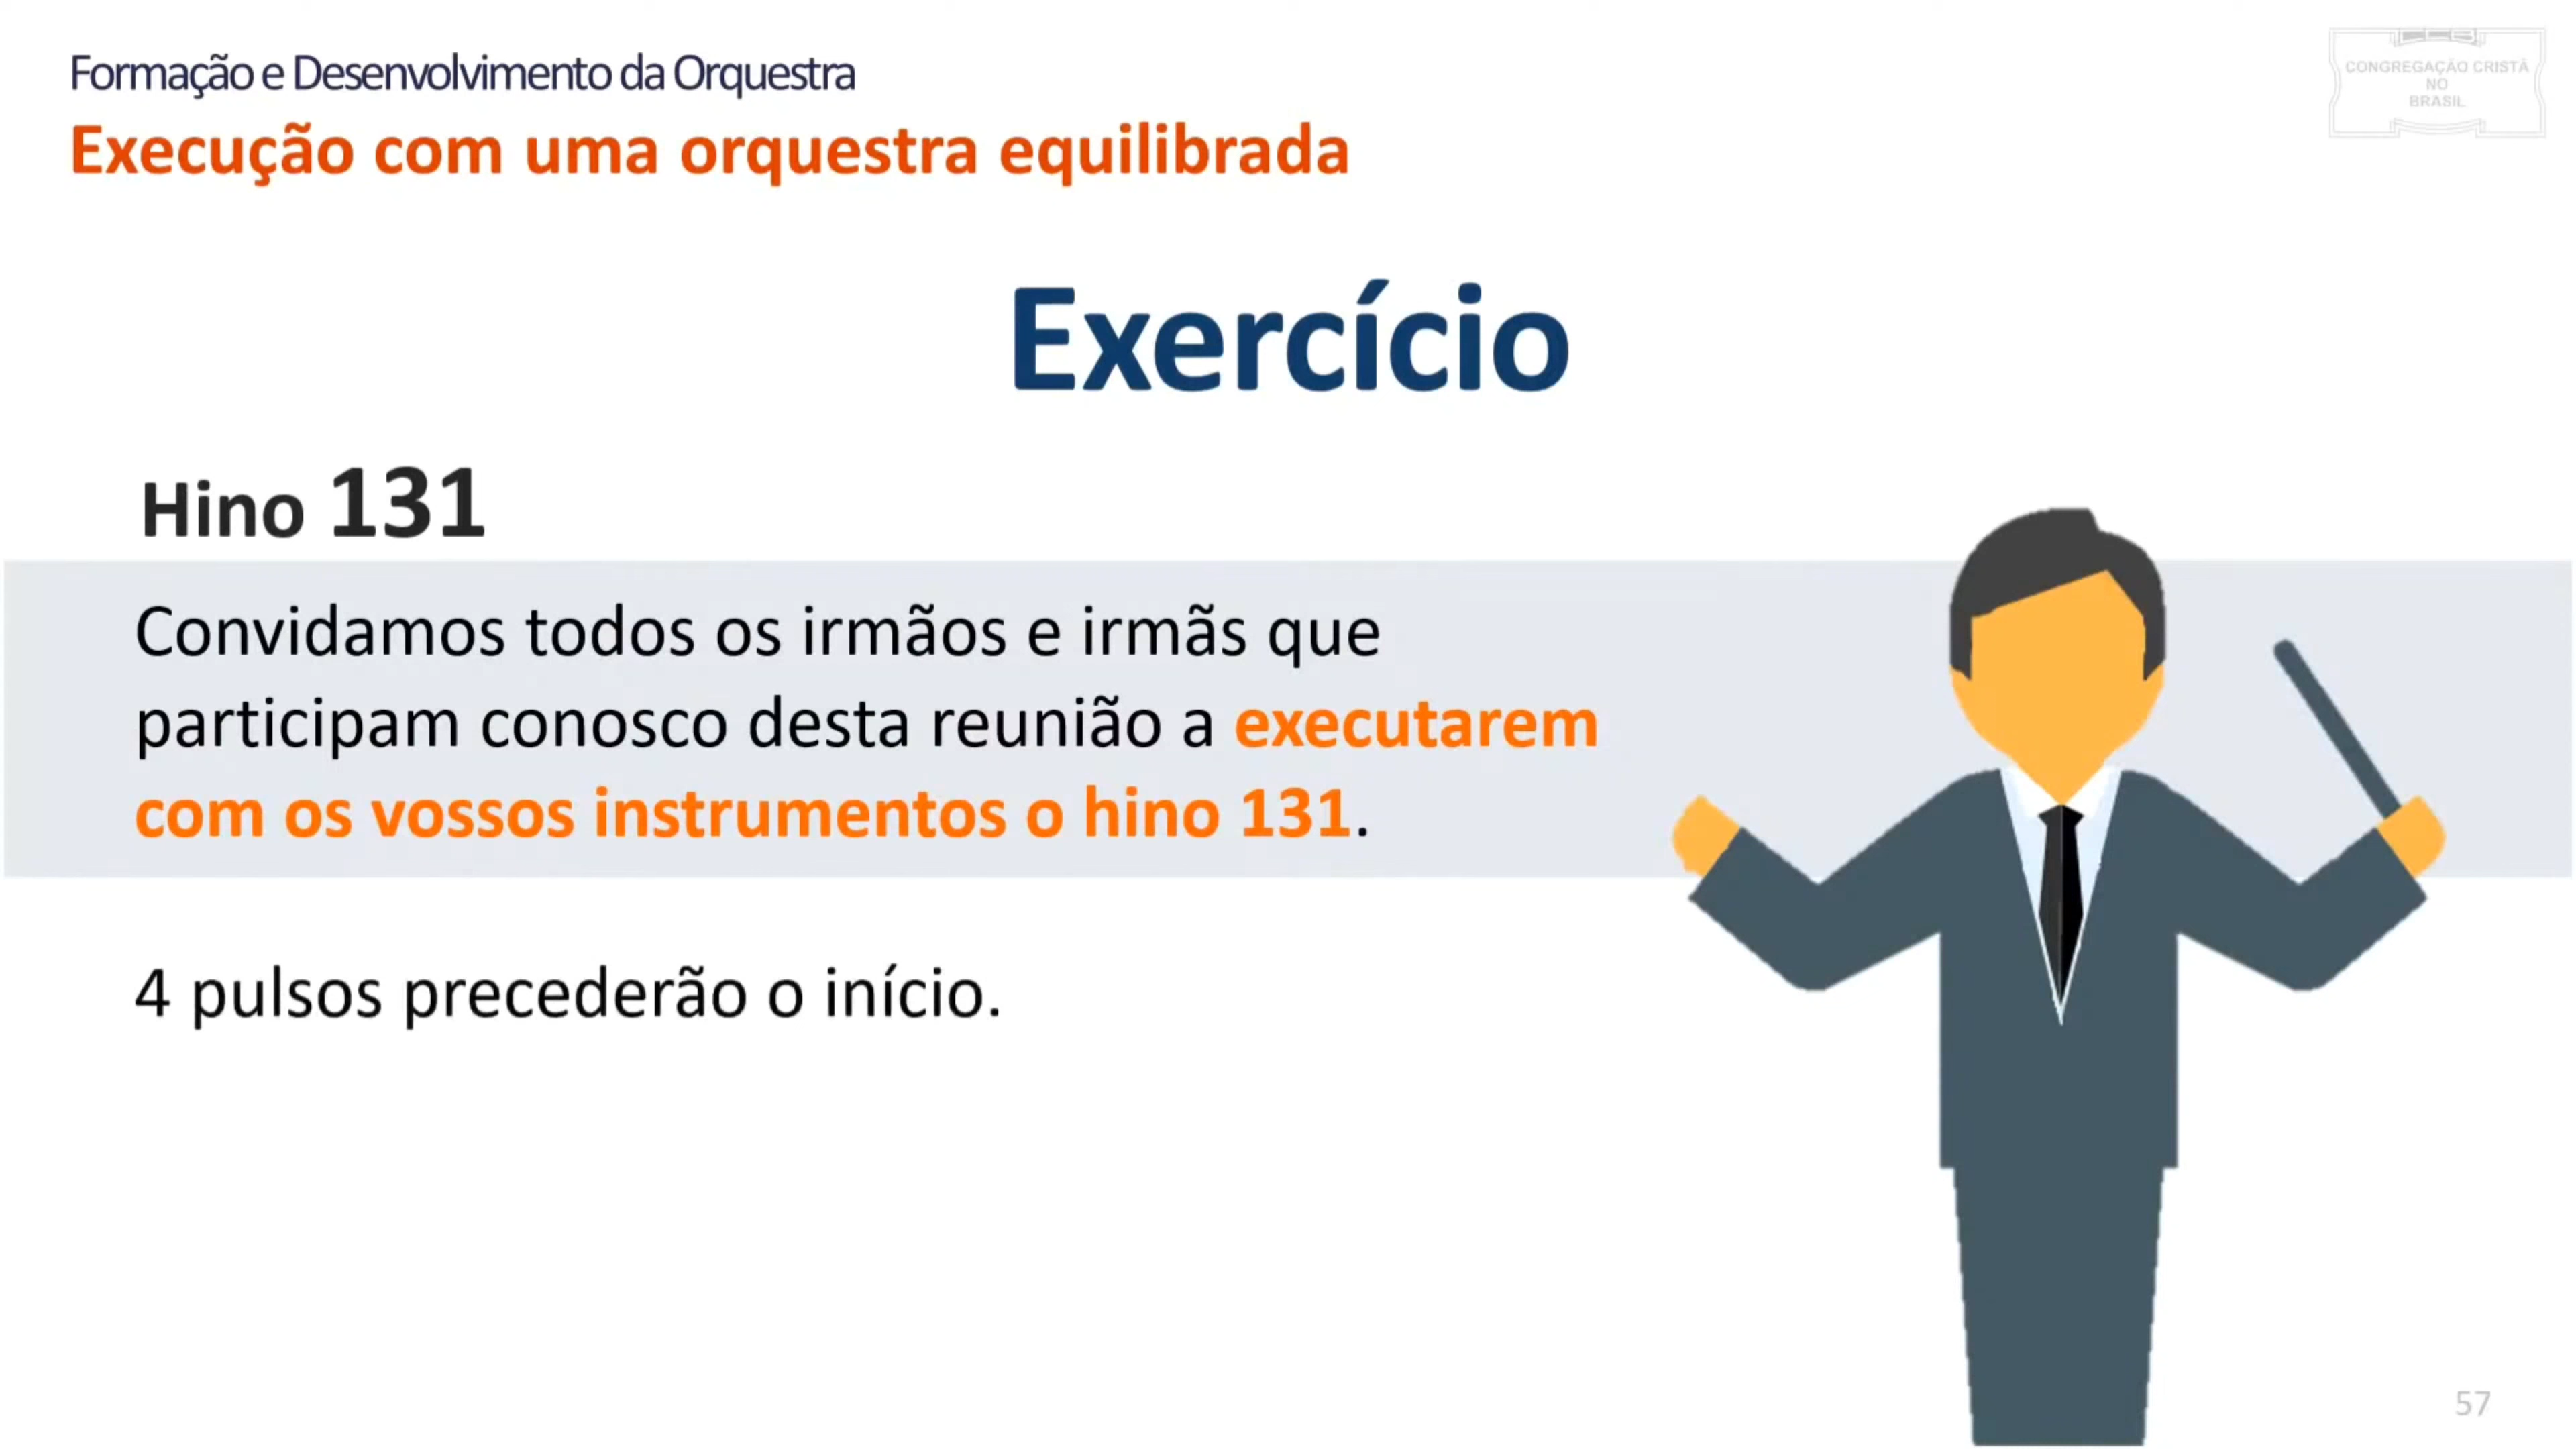 Formação e Desenvolvimento da Orquestra
Execução com uma orquestra equilibrada
CCB
CONGREGAÇÃO CRISTÃ
NO
BRASIL
Exercício
Hino 131
Convidamos todos os irmãos e irmãs que
participam conosco desta reunião a executarem
com os vossos instrumentos o hino 131.
4 pulsos precederão o início.
57